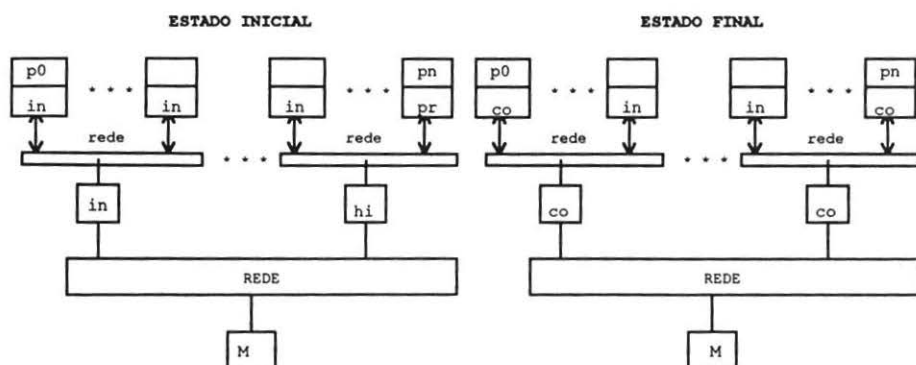 ESTADO INICIAL ESTADO FINAL
p0 pn p0 pn
in in in pr co in in co
rede rede rede rede
in hi co co
REDE REDE
M M